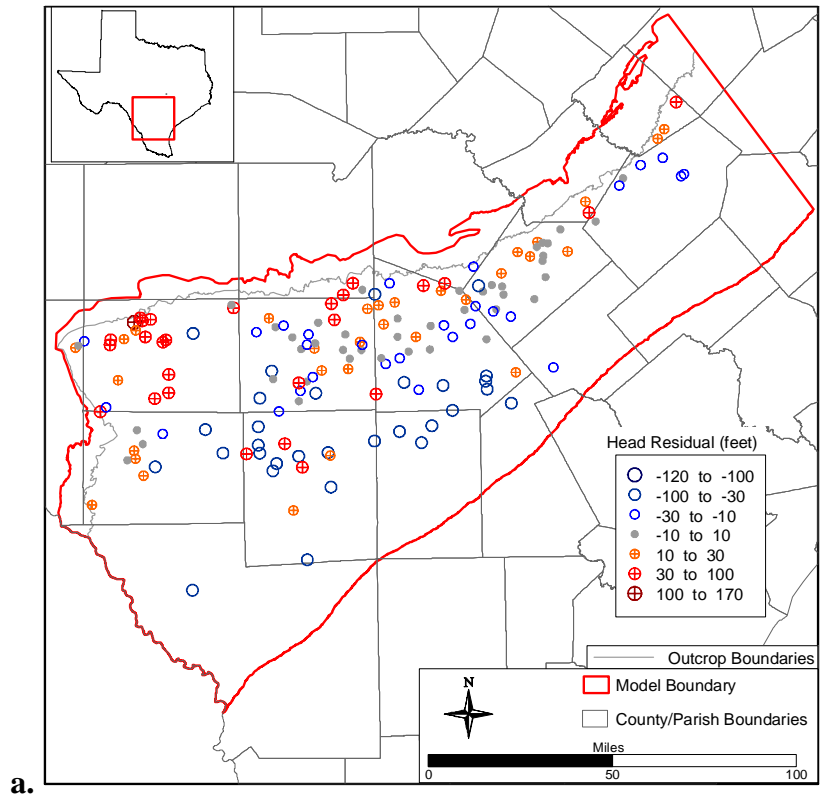 Head Residual (feet)
-120 to -100
-100 to -30
-30 to -10
-10 to 10
10 to 30
30 to 100
100 to 170
Outcrop Boundaries
N
Model Boundary
County/Parish Boundaries
Miles
0 50 100
a.